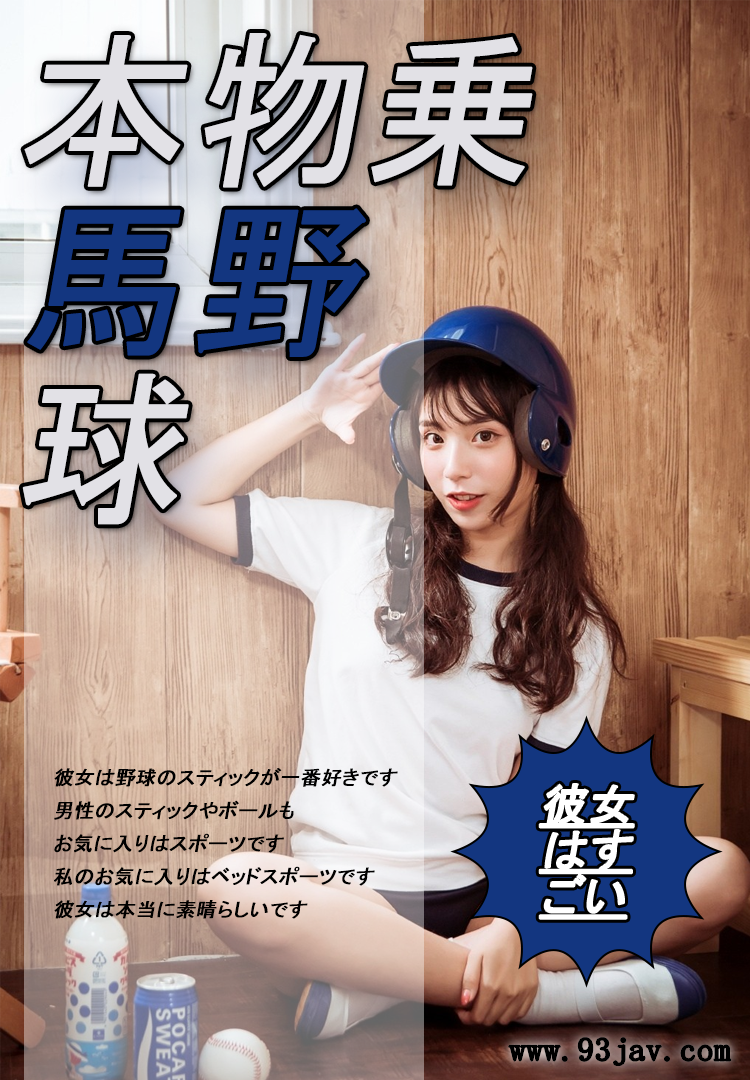 本物乗
馬野
球
彼女は野球のスティックが一番好きです
男性のスティックやボールも
お気に入りはスポーツです
私のお気に入りはベッドスポーツです
彼女は本当に素晴らしいです
彼女
はす
ごい
POCAR
SWEA
www.93jav.com